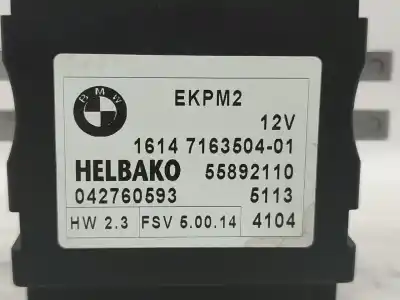 BMW
EKPM2
12V
1614 7163504-01
HELBAKO 55892110
042760593 5113
HW 2.3 FSV 5.00.14 4104